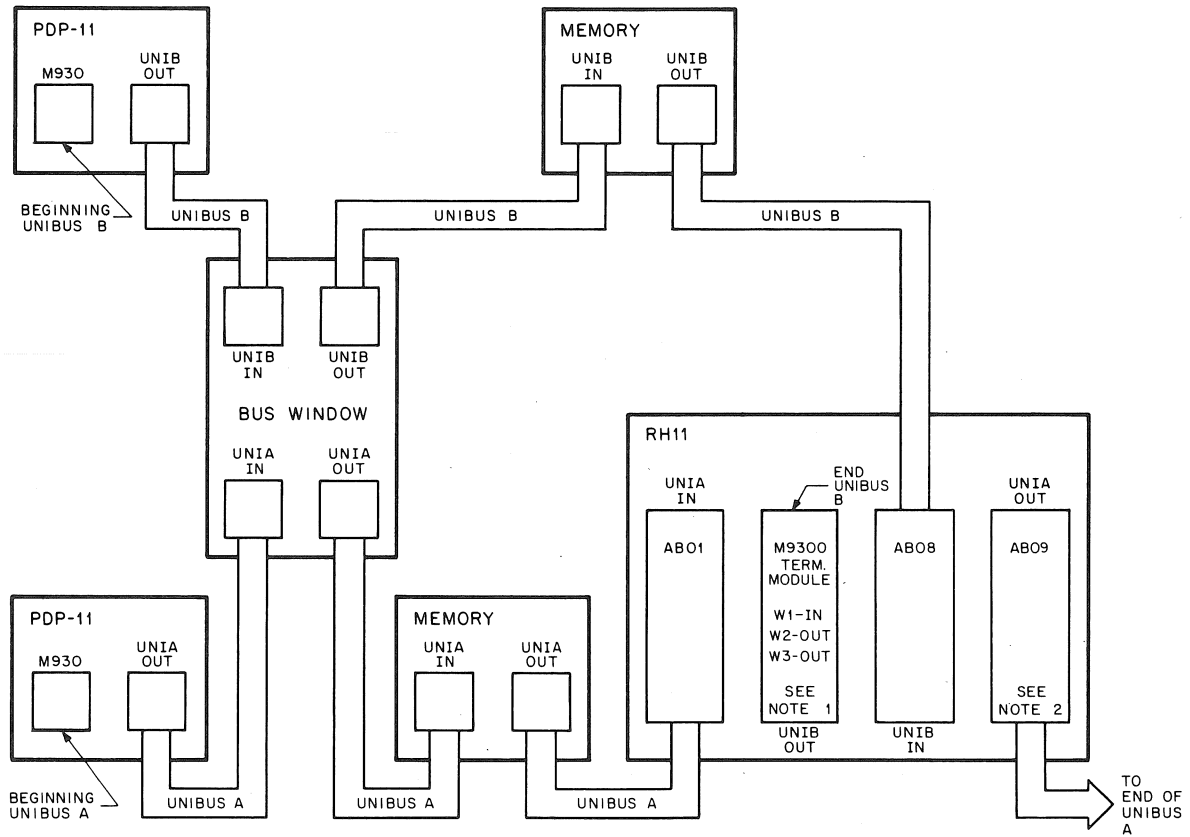 PDP-11
M930
UNIB
OUT
BEGINNING
UNIBUS B
UNIBUS B
MEMORY
UNIB
IN
UNIB
OUT
UNIBUS B
UNIBUS B
UNIB
IN
UNIB
OUT
BUS WINDOW
UNIA
IN
UNIA
OUT
PDP-11
M930
UNIA
OUT
BEGINNING
UNIBUS A
UNIBUS A
MEMORY
UNIA
IN
UNIA
OUT
UNIBUS A
RH11
UNIA
IN
AB01
END
UNIBUS
B
M9300
TERM.
MODULE
W1-IN
W2-OUT
W3-OUT
SEE
NOTE 1
UNIB
OUT
AB08
UNIB
IN
UNIA
OUT
AB09
SEE
NOTE 2
TO
END OF
UNIBUS
A